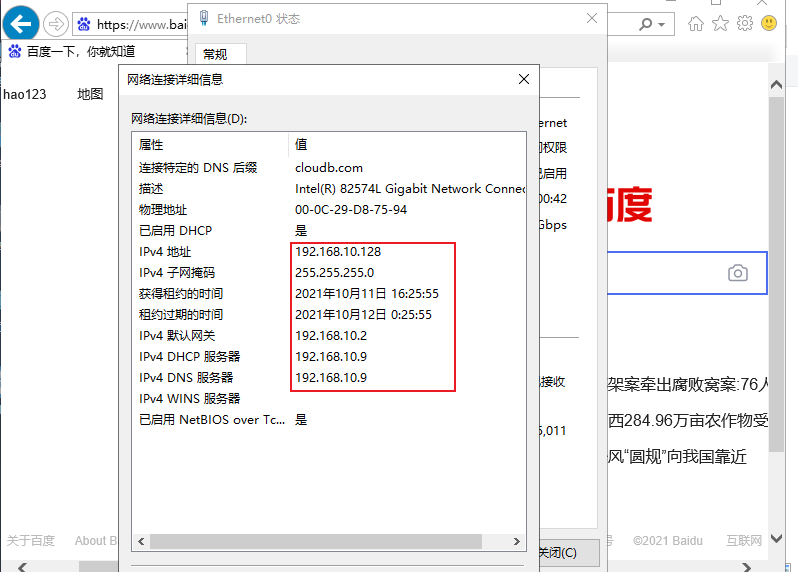 https://www.bai
Ethernet0 状态
百度一下，你就知道
常规
hao123 地图
网络连接详细信息
网络连接详细信息(D):
属性 值
连接特定的 DNS 后缀 cloudb.com
描述 Intel(R) 82574L Gigabit Network Connec
物理地址 00-0C-29-D8-75-94
已启用 DHCP 是
IPv4 地址 192.168.10.128
IPv4 子网掩码 255.255.255.0
获得租约的时间 2021年10月11日 16:25:55
租约过期的时间 2021年10月12日 0:25:55
IPv4 默认网关 192.168.10.2
IPv4 DHCP 服务器 192.168.10.9
IPv4 DNS 服务器 192.168.10.9
IPv4 WINS 服务器
已启用 NetBIOS over Tc... 是
ernet
权限
已启用
00:42
Gbps
度
接收
5,011
架案牵出腐败窝案:76人
西284.96万亩农作物受
风“圆规”向我国靠近
关闭(C)
关于百度 About B 号 ©2021 Baidu 互联网